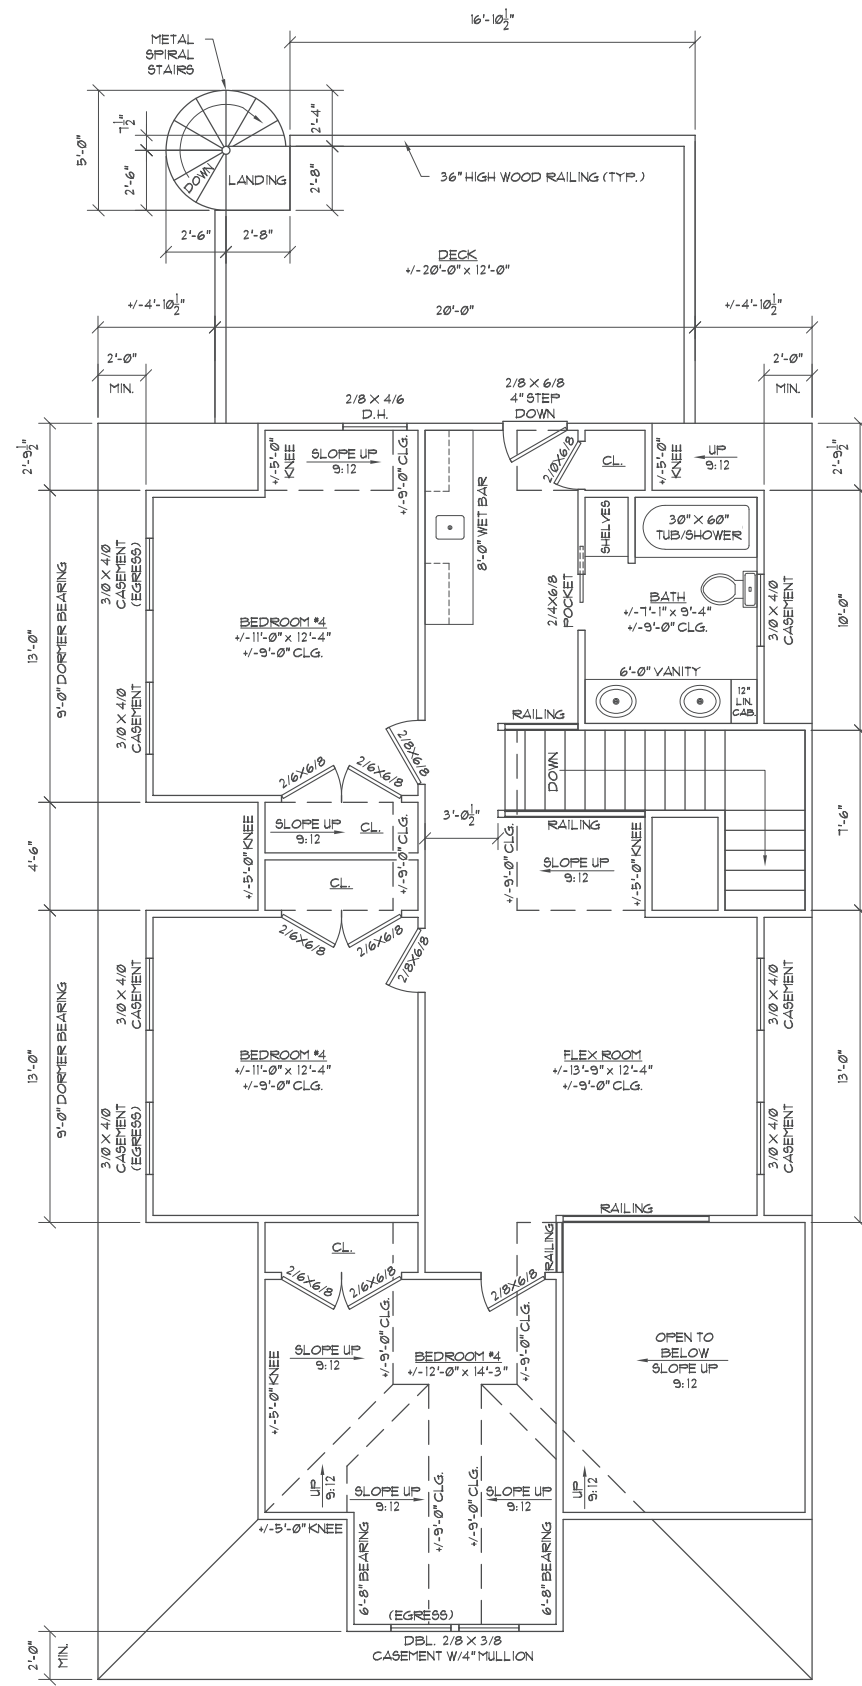 16'-10 1/2"
METAL
SPIRAL
STAIRS
7 1/2"
2'-4"
5'-0"
2'-6"
DOWN
LANDING
2'-8"
36" HIGH WOOD RAILING (TYP.)
2'-6"
2'-8"
DECK
+/-20'-0" x 12'-0"
+/-4'-10 1/2"
20'-0"
+/-4'-10 1/2"
2'-0"
MIN.
2'-0"
MIN.
2/8 X 4/6
D.H.
2/8 X 6/8
4" STEP
DOWN
2'-9 1/2"
+/-5'-0"
KNEE
SLOPE UP
9:12
+/-9'-0" CLG.
2/0X6/8
CL.
+/-5'-0"
KNEE
UP
9:12
2'-9 1/2"
8'-0" WET BAR
SHELVES
30" X 60"
TUB/SHOWER
3/0 X 4/0
CASEMENT
(EGRESS)
2/4X6/8
POCKET
BATH
+/-7'-1" x 9'-4"
+/-9'-0" CLG.
3/0 X 4/0
CASEMENT
10'-0"
BEDROOM #4
+/-11'-0" x 12'-4"
+/-9'-0" CLG.
13'-0"
9'-0" DORMER BEARING
3/0 X 4/0
CASEMENT
6'-0" VANITY
12"
LIN.
CAB.
RAILING
2/8X6/8
2/6X6/8
2/6X6/8
DOWN
4'-6"
+/-5'-0" KNEE
SLOPE UP
9:12
CL.
+/-9'-0" CLG.
3'-0 1/2"
RAILING
+/-9'-0" CLG.
SLOPE UP
9:12
+/-5'-0" KNEE
7'-6"
CL.
2/6X6/8
2/6X6/8
2/8X6/8
3/0 X 4/0
CASEMENT
3/0 X 4/0
CASEMENT
13'-0"
9'-0" DORMER BEARING
BEDROOM #4
+/-11'-0" x 12'-4"
+/-9'-0" CLG.
FLEX ROOM
+/-13'-9" x 12'-4"
+/-9'-0" CLG.
13'-0"
3/0 X 4/0
CASEMENT
(EGRESS)
3/0 X 4/0
CASEMENT
RAILING
RAILING
CL.
2/6X6/8
2/6X6/8
2/8X6/8
+/-5'-0" KNEE
SLOPE UP
9:12
+/-9'-0" CLG.
BEDROOM #4
+/-12'-0" x 14'-3"
+/-9'-0" CLG.
OPEN TO
BELOW
SLOPE UP
9:12
UP
9:12
SLOPE UP
9:12
+/-9'-0" CLG.
+/-9'-0" CLG.
SLOPE UP
9:12
UP
9:12
+/-5'-0" KNEE
6'-8" BEARING
6'-8" BEARING
(EGRESS)
2'-0"
MIN.
DBL. 2/8 X 3/8
CASEMENT W/4" MULLION